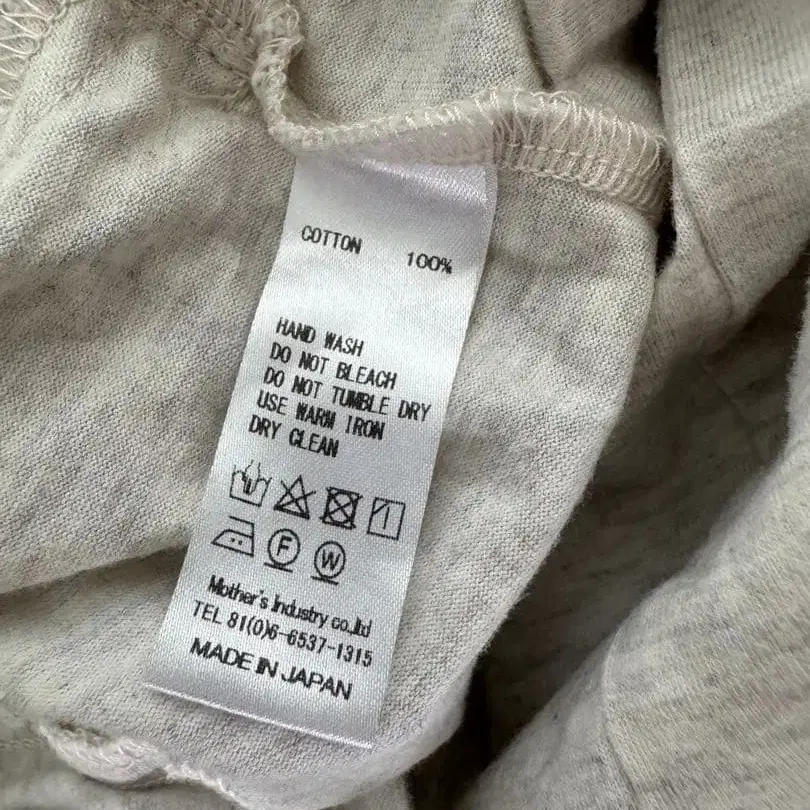 COTTON 100%
HAND WASH
DO NOT BLEACH
DO NOT TUMBLE DRY
USE WARM IRON
DRY CLEAN
F W
Mother's Industry co.,ltd
TEL 81(0)6-6537-1315
MADE IN JAPAN